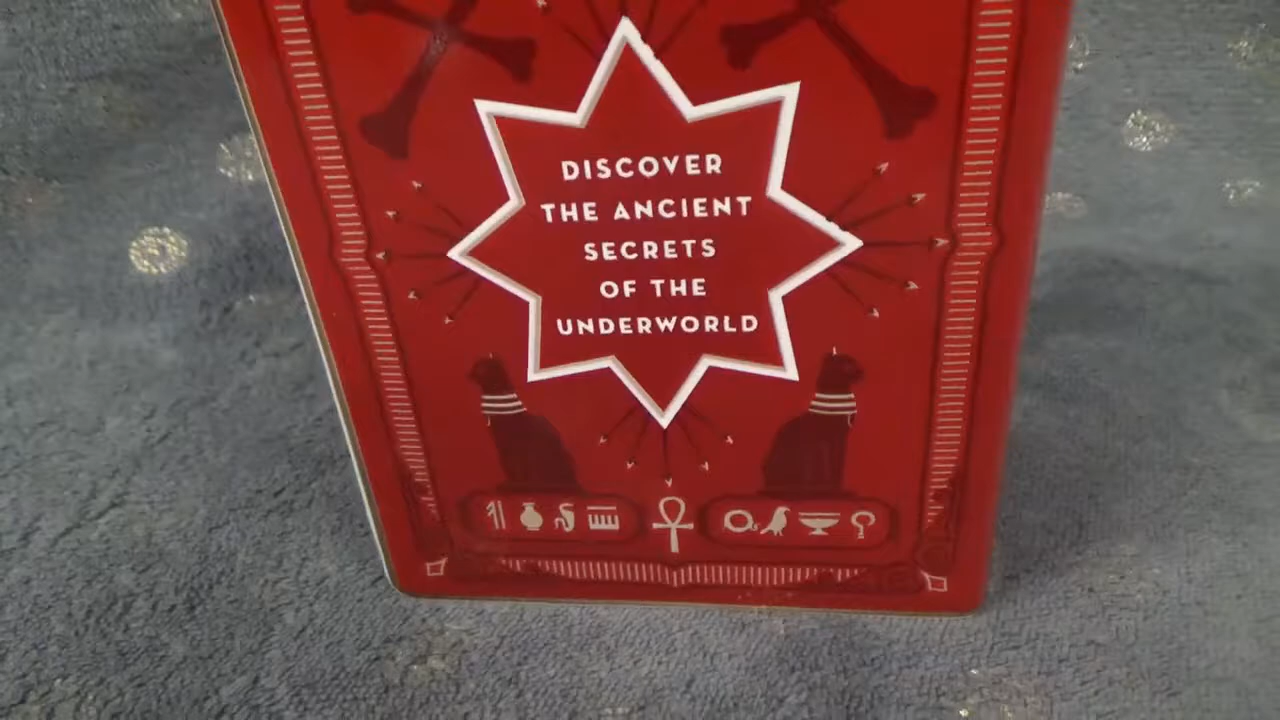 DISCOVER
THE ANCIENT
SECRETS
OF THE
UNDERWORLD